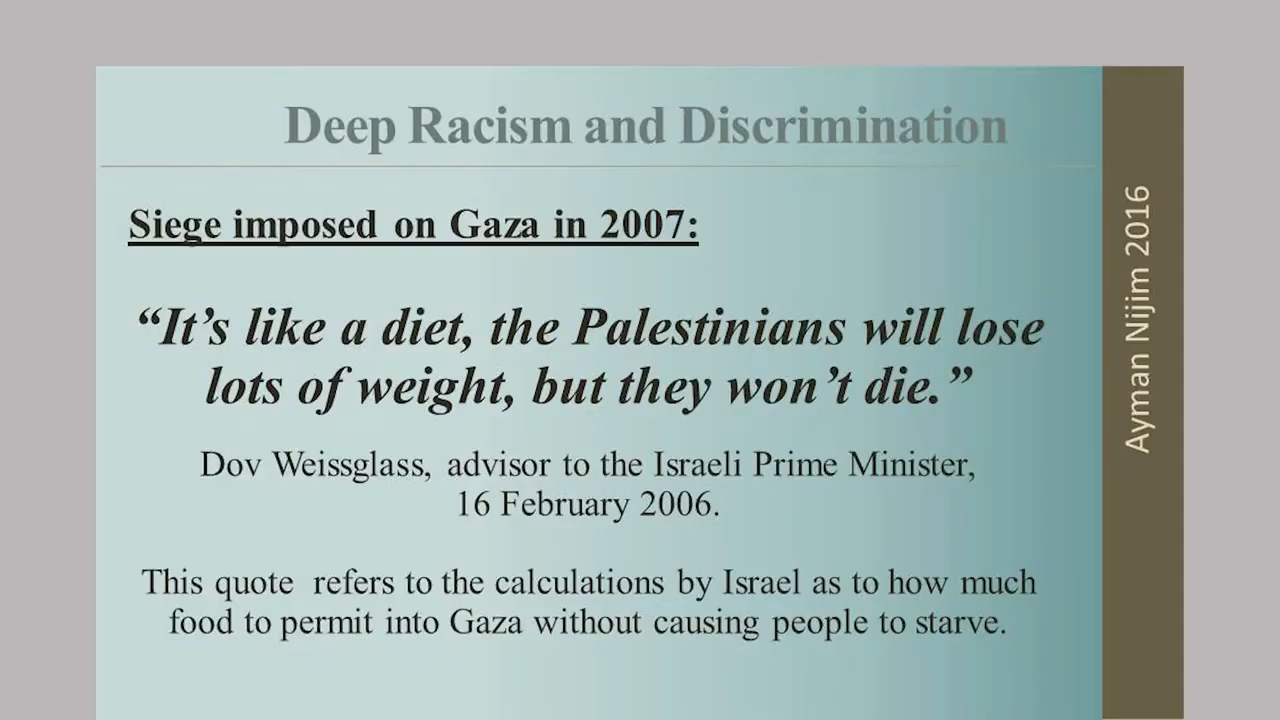 Deep Racism and Discrimination
Siege imposed on Gaza in 2007:
“It’s like a diet, the Palestinians will lose
lots of weight, but they won’t die.”
Dov Weissglass, advisor to the Israeli Prime Minister,
16 February 2006.
This quote refers to the calculations by Israel as to how much
food to permit into Gaza without causing people to starve.
Ayman Nijim 2016